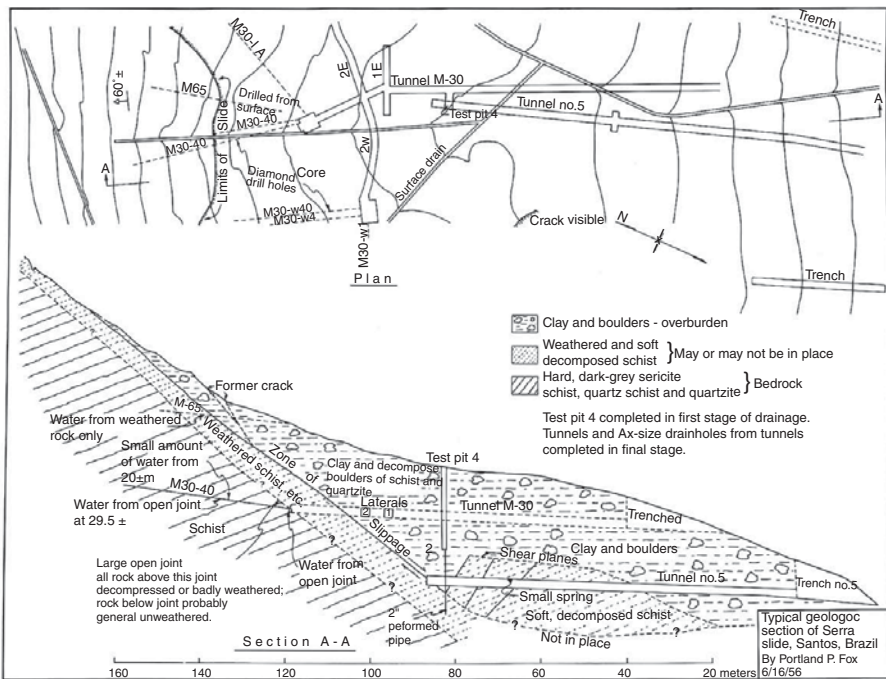 Trench
M30-I A
M65
60° ±
Drilled from
surface
M30-40
Slide
Limits of
M30-40
A
2E
1E
Tunnel M-30
Tunnel no.5
Test pit 4
A
2w
Core
Diamond
drill holes
Surface drain
M30-w40
M30-w4
M30-w1
Crack visible
N
Trench
Plan
Clay and boulders - overburden
Weathered and soft
decomposed schist
May or may not be in place
Hard, dark-grey sericite
schist, quartz schist and quartzite
Bedrock
Test pit 4 completed in first stage of drainage.
Tunnels and Ax-size drainholes from tunnels
completed in final stage.
Former crack
M-65
Water from weathered
rock only
Small amount
of water from
20±m
M30-40
Water from open joint
at 29.5 ±
Schist
Weathered schist, etc
Zone of
Slippage
Clay and decompose
boulders of schist and
quartzite
Laterals
2
1
Test pit 4
Tunnel M-30
Trenched
Clay and boulders
2
Shear planes
Tunnel no.5
Trench no.5
Small spring
Soft, decomposed schist
Not in place
?
?
?
?
Water from
open joint
2"
peformed
pipe
Large open joint
all rock above this joint
decompressed or badly weathered;
rock below joint probably
general unweathered.
Section A-A
Typical geologoc
section of Serra
slide, Santos, Brazil
By Portland P. Fox
6/16/56
160 140 120 100 80 60 40 20 meters